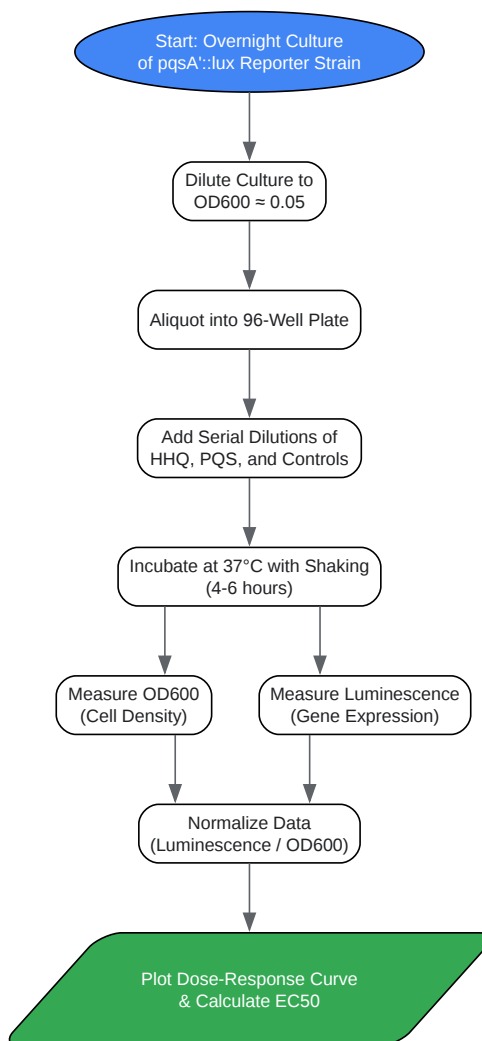 Start: Overnight Culture
of pqsA'::lux Reporter Strain
Dilute Culture to
OD600 ≈ 0.05
Aliquot into 96-Well Plate
Add Serial Dilutions of
HHQ, PQS, and Controls
Incubate at 37°C with Shaking
(4-6 hours)
Measure OD600
(Cell Density)
Measure Luminescence
(Gene Expression)
Normalize Data
(Luminescence / OD600)
Plot Dose-Response Curve
& Calculate EC50